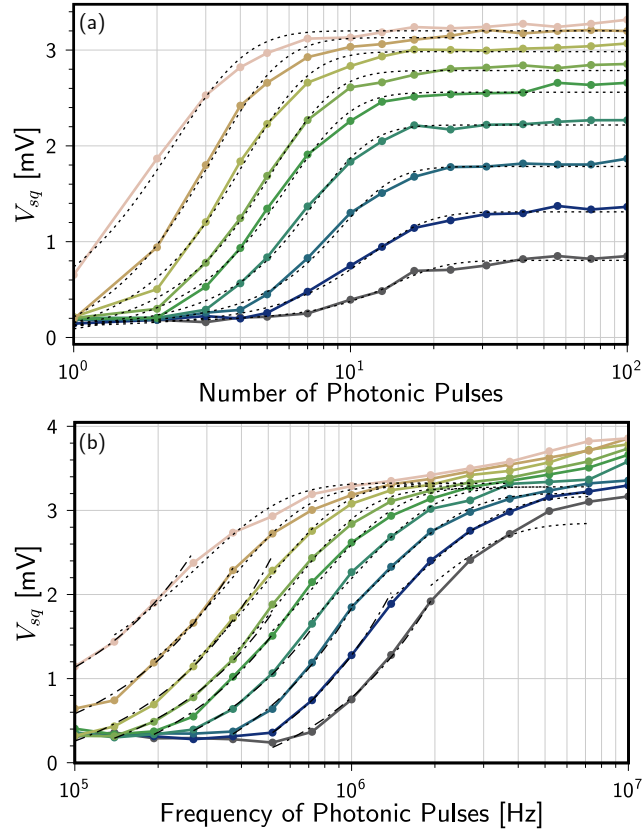 (a)
V_sq [mV]
3
2
1
0
10^0
10^1
10^2
Number of Photonic Pulses
(b)
V_sq [mV]
4
3
2
1
0
10^5
10^6
10^7
Frequency of Photonic Pulses [Hz]